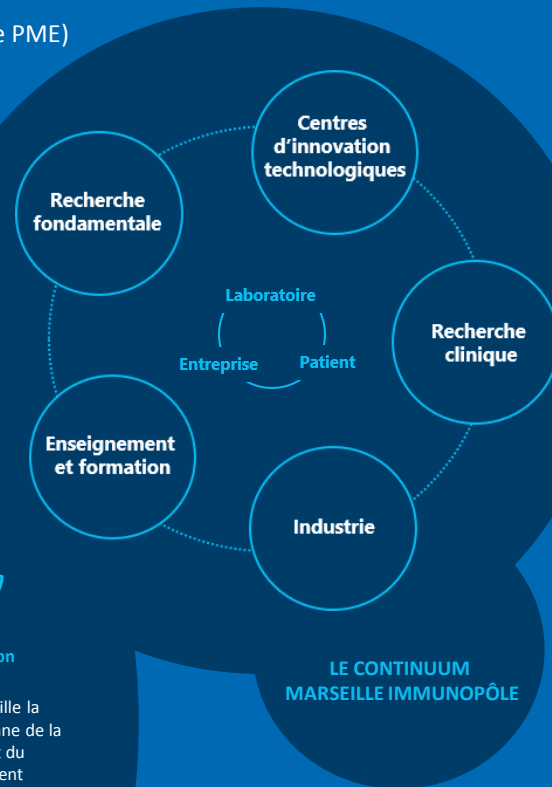 e PME)
Centres
d'innovation
technologiques
Recherche
fondamentale
Laboratoire
Entreprise
Patient
Recherche
clinique
Enseignement
et formation
Industrie
on
LE CONTINUUM
MARSEILLE IMMUNOPÔLE
ille la
ne de la
du
ent